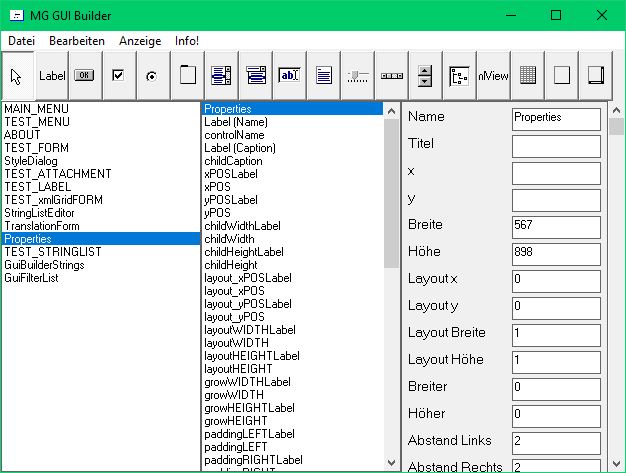 MG GUI Builder
Datei Bearbeiten Anzeige Info!
Label OK ab nView
MAIN_MENU
TEST_MENU
ABOUT
TEST_FORM
StyleDialog
TEST_ATTACHMENT
TEST_LABEL
TEST_xmlGridFORM
StringListEditor
TranslationForm
Properties
TEST_STRINGLIST
GuiBuilderStrings
GuiFilterList
Properties
Label (Name)
controlName
Label (Caption)
childCaption
xPOSLabel
xPOS
yPOSLabel
yPOS
childWidthLabel
childWidth
childHeightLabel
childHeight
layout_xPOSLabel
layout_xPOS
layout_yPOSLabel
layout_yPOS
layoutWIDTHLabel
layoutWIDTH
layoutHEIGHTLabel
layoutHEIGHT
growWIDTHLabel
growWIDTH
growHEIGHTLabel
growHEIGHT
paddingLEFTLabel
paddingLEFT
paddingRIGHTLabel
paddingRIGHT
Name Properties
Titel
x
y
Breite 567
Höhe 898
Layout x 0
Layout y 0
Layout Breite 1
Layout Höhe 1
Breiter 0
Höher 0
Abstand Links 2
Abstand Rechts 2